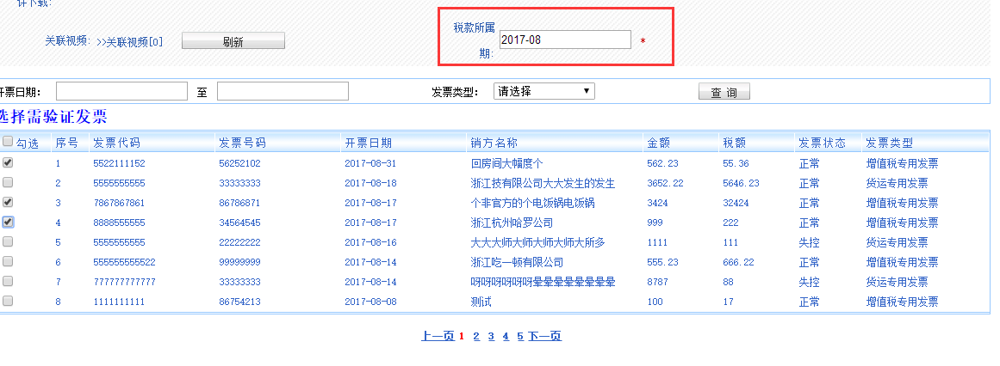 详下载:
关联视频: >>关联视频[0] 刷新 税款所属
期: 2017-08 *
开票日期: 至 发票类型: 请选择 查 询
选择需验证发票
勾选 序号 发票代码 发票号码 开票日期 销方名称 金额 税额 发票状态 发票类型
1 5522111152 56252102 2017-08-31 回房间大幅度个 562.23 55.36 正常 增值税专用发票
2 5555555555 33333333 2017-08-18 浙江技有限公司大大发生的发生 3652.22 5646.23 正常 货运专用发票
3 7867867861 86786871 2017-08-17 个非官方的个电饭锅电饭锅 3424 32424 正常 增值税专用发票
4 8888555555 34564545 2017-08-17 浙江杭州哈罗公司 999 222 正常 增值税专用发票
5 5555555555 22222222 2017-08-16 大大大师大师大师大师大所多 1111 111 失控 货运专用发票
6 555555555522 99999999 2017-08-14 浙江吃一顿有限公司 555.23 666.22 正常 增值税专用发票
7 777777777777 33333333 2017-08-14 呀呀呀呀呀呀晕晕晕晕晕晕晕晕 8787 88 失控 货运专用发票
8 1111111111 86754213 2017-08-08 测试 100 17 正常 增值税专用发票
上一页 1 2 3 4 5 下一页